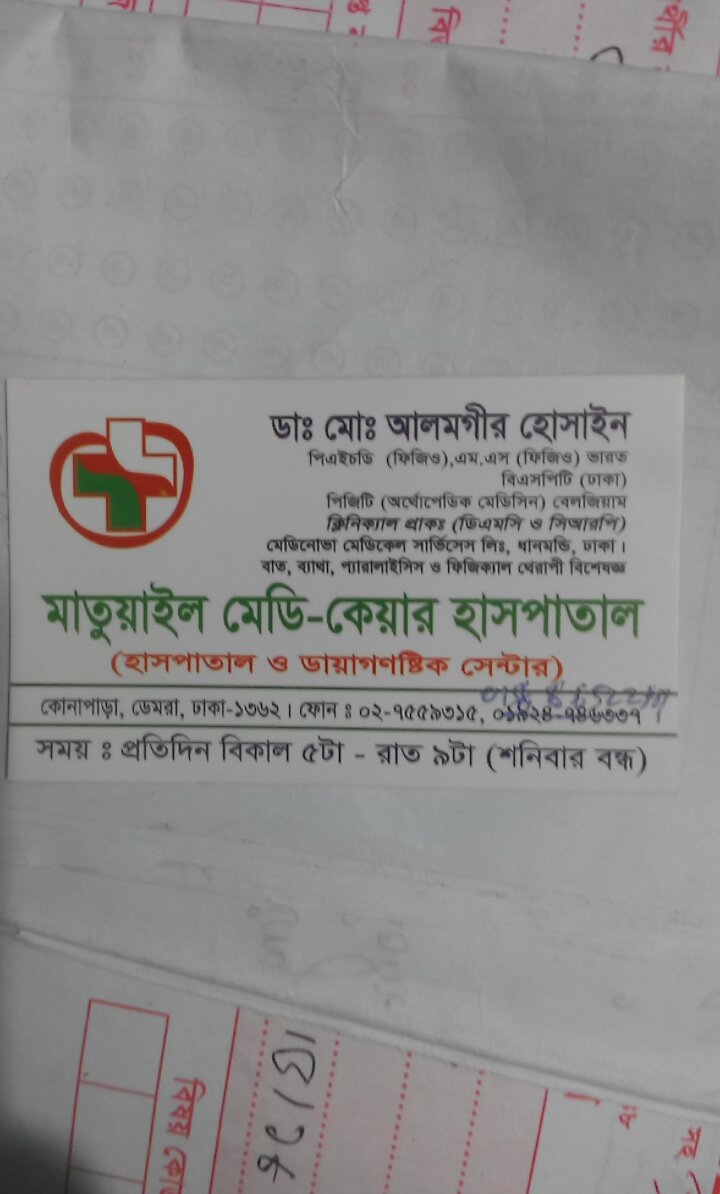 ডাঃ মোঃ আলমগীর হোসাইন
পিএইচডি (ফিজিও),এম.এস (ফিজিও) ভারত
বিএসপিটি (ঢাকা)
পিজিটি (অর্থোপেডিক মেডিসিন) বেলজিয়াম
ক্লিনিক্যাল প্রাকঃ (ডিএমসি ও সিআরপি)
মেডিনোভা মেডিকেল সার্ভিসেস লিঃ, ধানমন্ডি, ঢাকা।
বাত, ব্যাথা, প্যারালাইসিস ও ফিজিক্যাল থেরাপী বিশেষজ্ঞ
মাতুয়াইল মেডি-কেয়ার হাসপাতাল
(হাসপাতাল ও ডায়াগণষ্টিক সেন্টার)
কোনাপাড়া, ডেমরা, ঢাকা-১৩৬২। ফোন ঃ ০২-৭৫৫৯৩১৫,
সময় ঃ প্রতিদিন বিকাল ৫টা - রাত ৯টা (শনিবার বন্ধ)
বিষয় কো